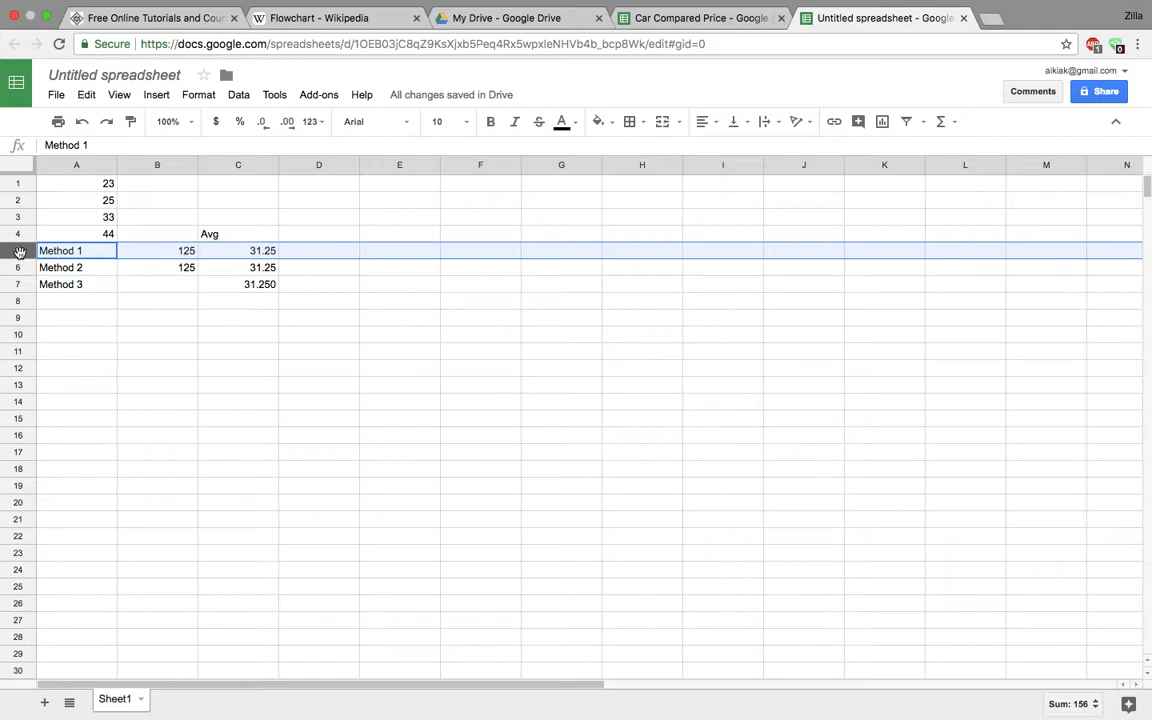 Free Online Tutorials and Cour
Flowchart - Wikipedia
My Drive - Google Drive
Car Compared Price - Google
Untitled spreadsheet - Google
Zilla
Secure
https://docs.google.com/spreadsheets/d/1OEB03jC8qZ9KsXjxb5Peq4Rx5wpxleNHVb4b_bcp8Wk/edit#gid=0
Untitled spreadsheet
aikiak@gmail.com
File Edit View Insert Format Data Tools Add-ons Help All changes saved in Drive
Comments
Share
100% $ % .0 .00 123 Arial 10 B I S A
fx Method 1
A B C D E F G H I J K L M N
1 23
2 25
3 33
4 44 Avg
Method 1 125 31.25
6 Method 2 125 31.25
7 Method 3 31.250
8
9
10
11
12
13
14
15
16
17
18
19
20
21
22
23
24
25
26
27
28
29
30
Sheet1
Sum: 156